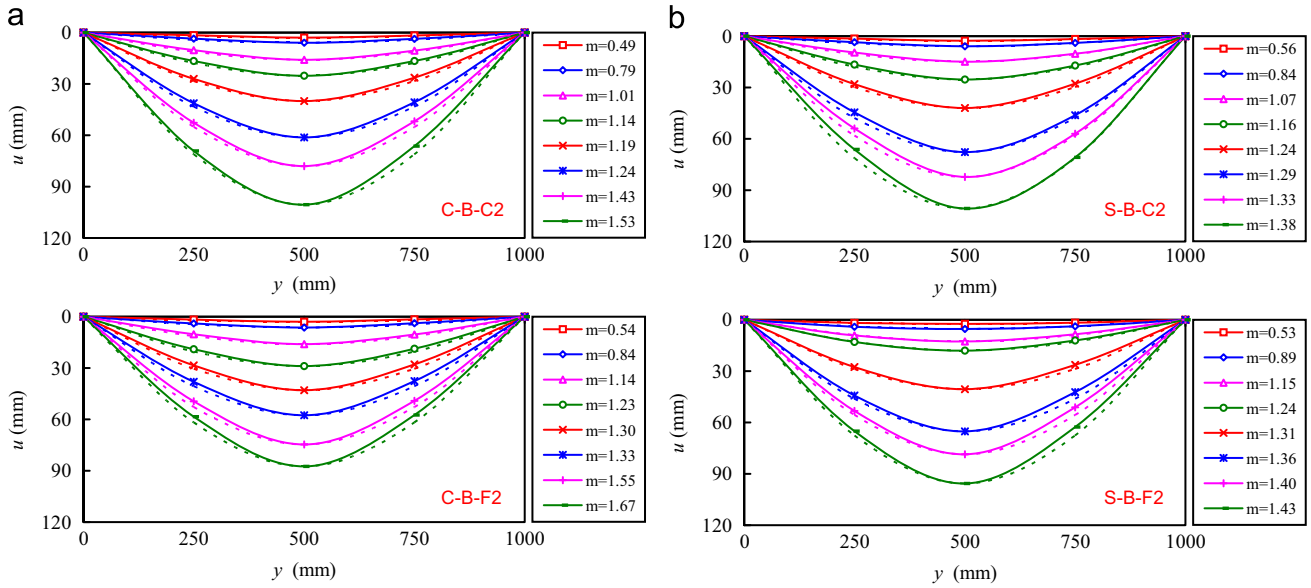 a
0
30
60
90
120
u (mm)
0
250
500
750
1000
y (mm)
C-B-C2
m=0.49
m=0.79
m=1.01
m=1.14
m=1.19
m=1.24
m=1.43
m=1.53
b
0
30
60
90
120
u (mm)
0
250
500
750
1000
y (mm)
S-B-C2
m=0.56
m=0.84
m=1.07
m=1.16
m=1.24
m=1.29
m=1.33
m=1.38
0
30
60
90
120
u (mm)
0
250
500
750
1000
y (mm)
C-B-F2
m=0.54
m=0.84
m=1.14
m=1.23
m=1.30
m=1.33
m=1.55
m=1.67
0
30
60
90
120
u (mm)
0
250
500
750
1000
y (mm)
S-B-F2
m=0.53
m=0.89
m=1.15
m=1.24
m=1.31
m=1.36
m=1.40
m=1.43